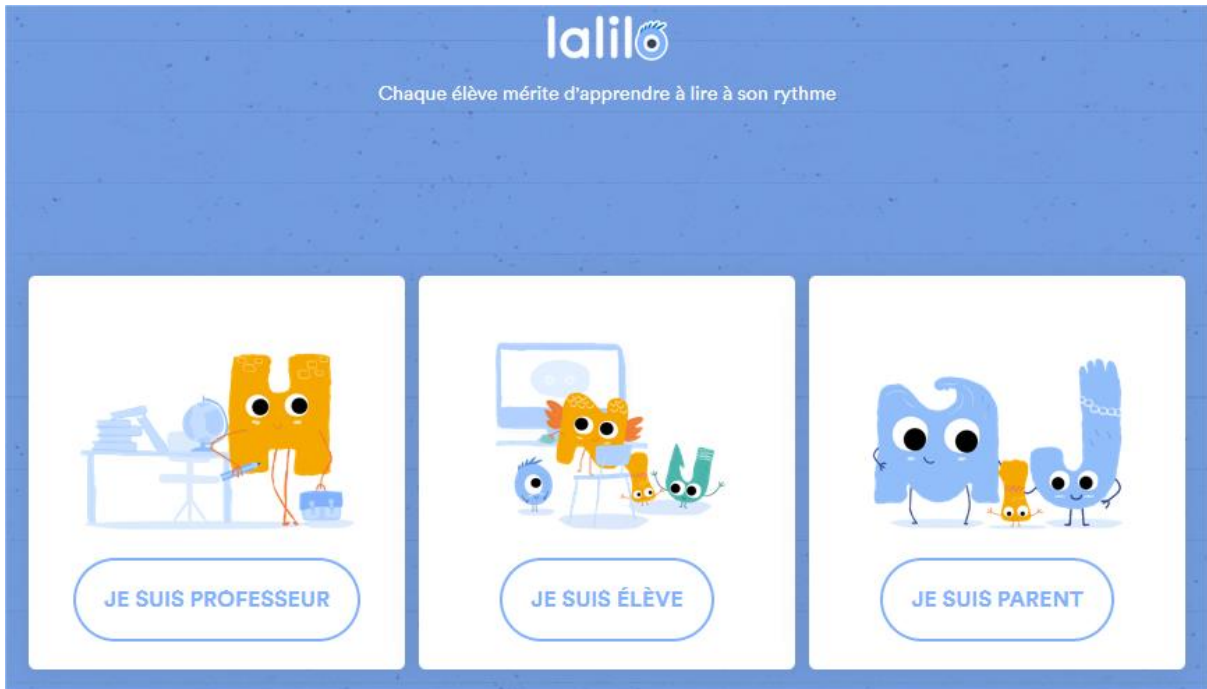 lalilo
Chaque élève mérite d'apprendre à lire à son rythme
JE SUIS PROFESSEUR
JE SUIS ÉLÈVE
JE SUIS PARENT